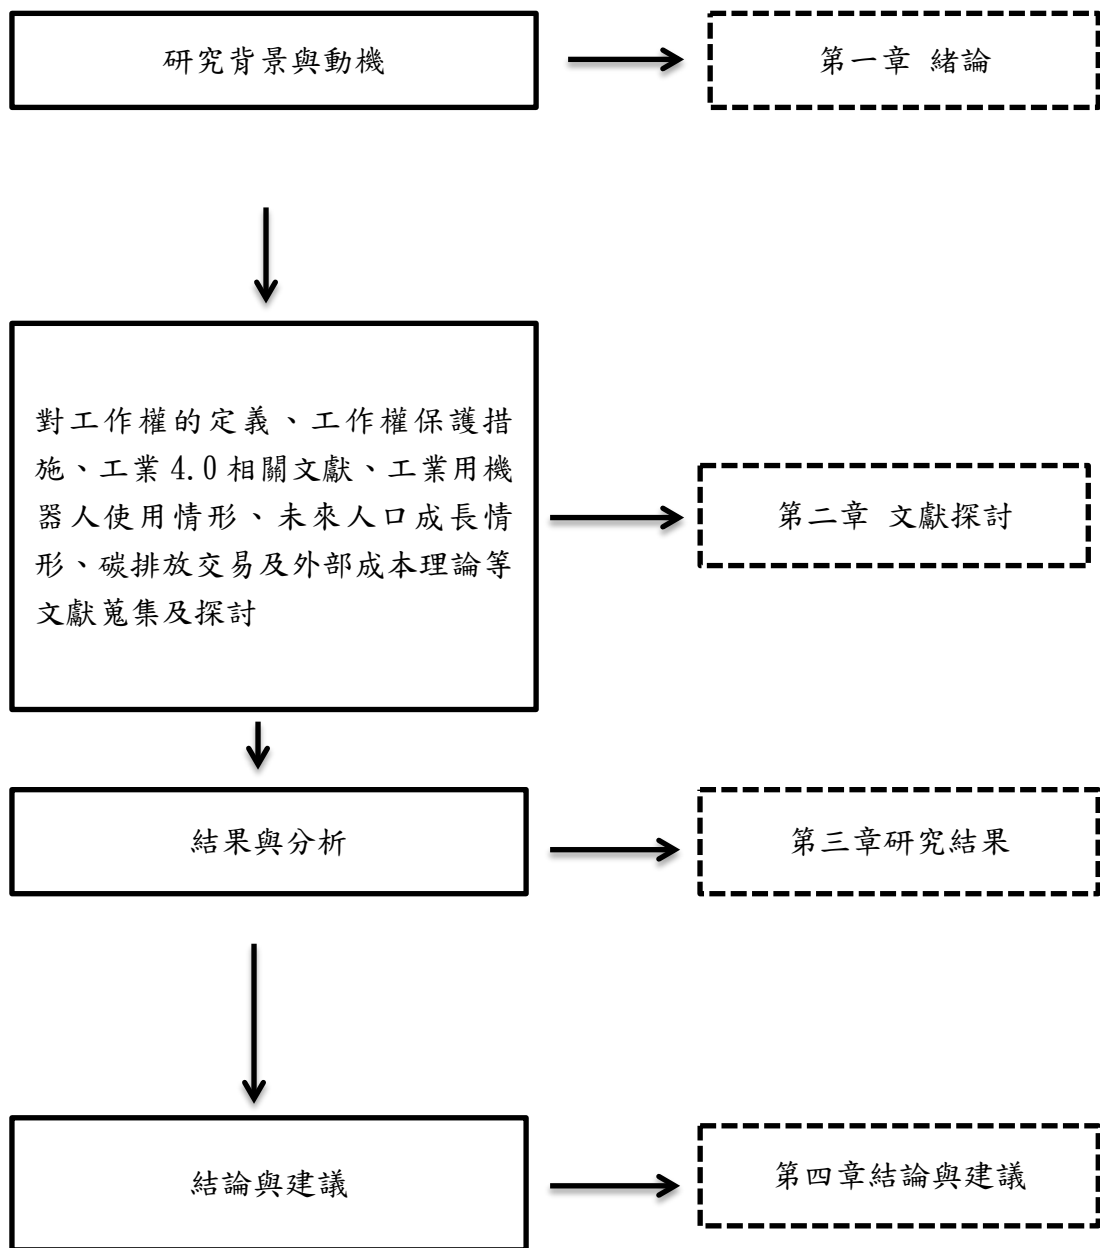 研究背景與動機
第一章 緒論
對工作權的定義、工作權保護措
施、工業 4.0 相關文獻、工業用機
器人使用情形、未來人口成長情
形、碳排放交易及外部成本理論等
文獻蒐集及探討
第二章 文獻探討
結果與分析
第三章研究結果
結論與建議
第四章結論與建議